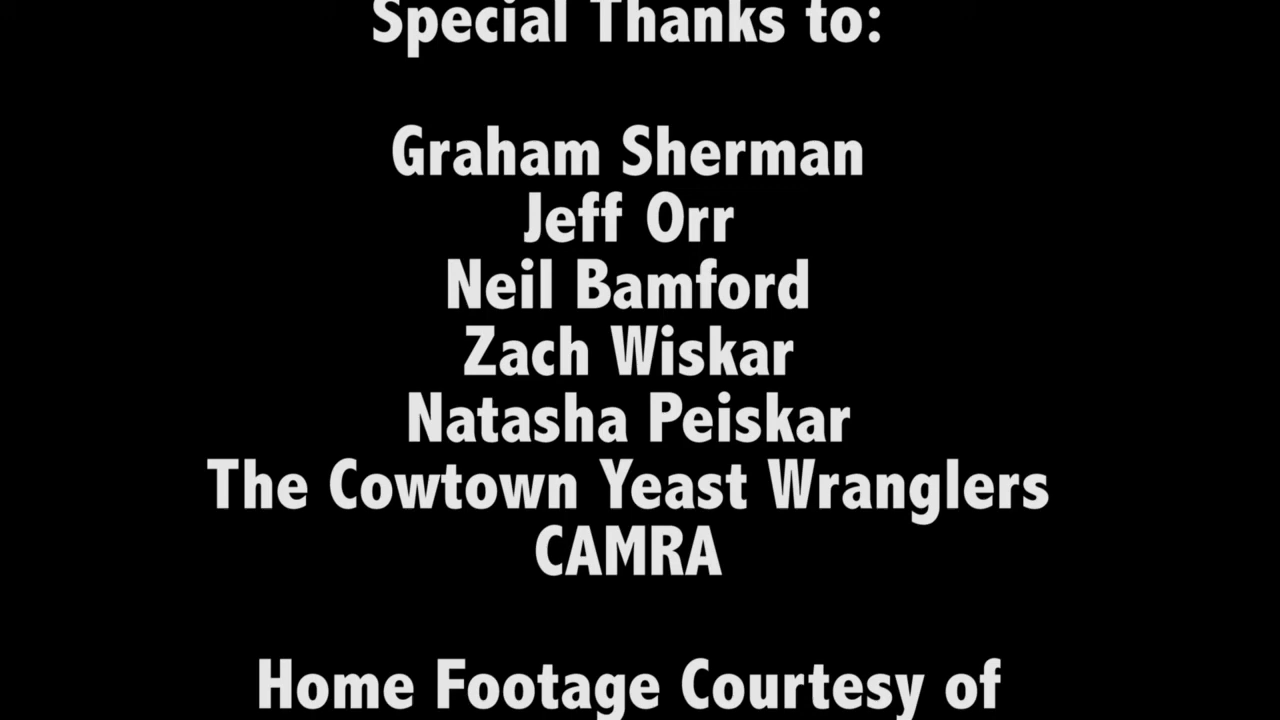 Special Thanks to:
Graham Sherman
Jeff Orr
Neil Bamford
Zach Wiskar
Natasha Peiskar
The Cowtown Yeast Wranglers
CAMRA
Home Footage Courtesy of